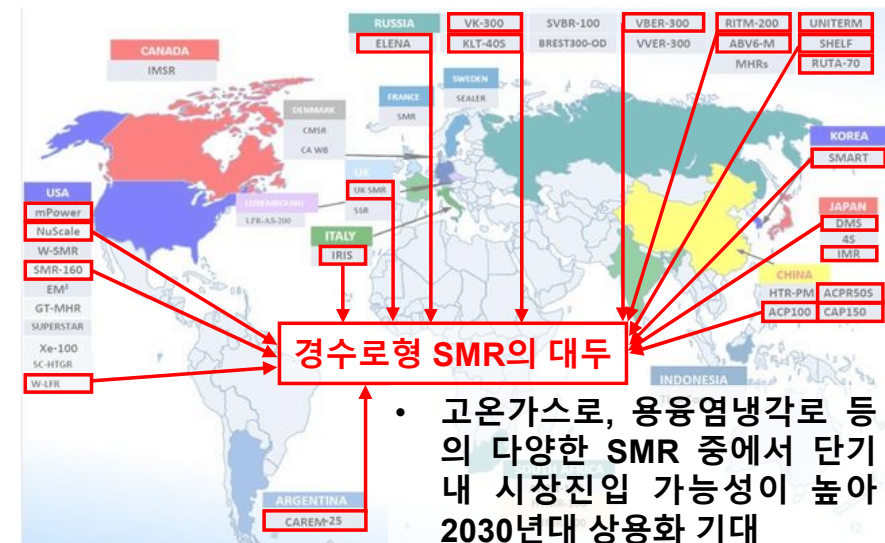 RUSSIA
VK-300
SVBR-100
VBER-300
RITM-200
UNITERM
ELENA
KLT-40S
BREST300-OD
VVER-300
ABV6-M
SHELF
MHRs
RUTA-70
CANADA
IMSR
SWEDEN
SEALER
FRANCE
SMR
DENMARK
CMSR
CA WB
UK
UK SMR
SSR
LUXEMBOURG
LFR-AS-200
ITALY
IRIS
KOREA
SMART
JAPAN
DMS
4S
IMR
CHINA
HTR-PM
ACPR50S
ACP100
CAP150
USA
mPower
NuScale
W-SMR
SMR-160
EM²
GT-MHR
SUPERSTAR
Xe-100
SC-HTGR
W-LFR
경수로형 SMR의 대두
INDONESIA
• 고온가스로, 용융염냉각로 등
의 다양한 SMR 중에서 단기
내 시장진입 가능성이 높아
2030년대 상용화 기대
ARGENTINA
CAREM-25
12